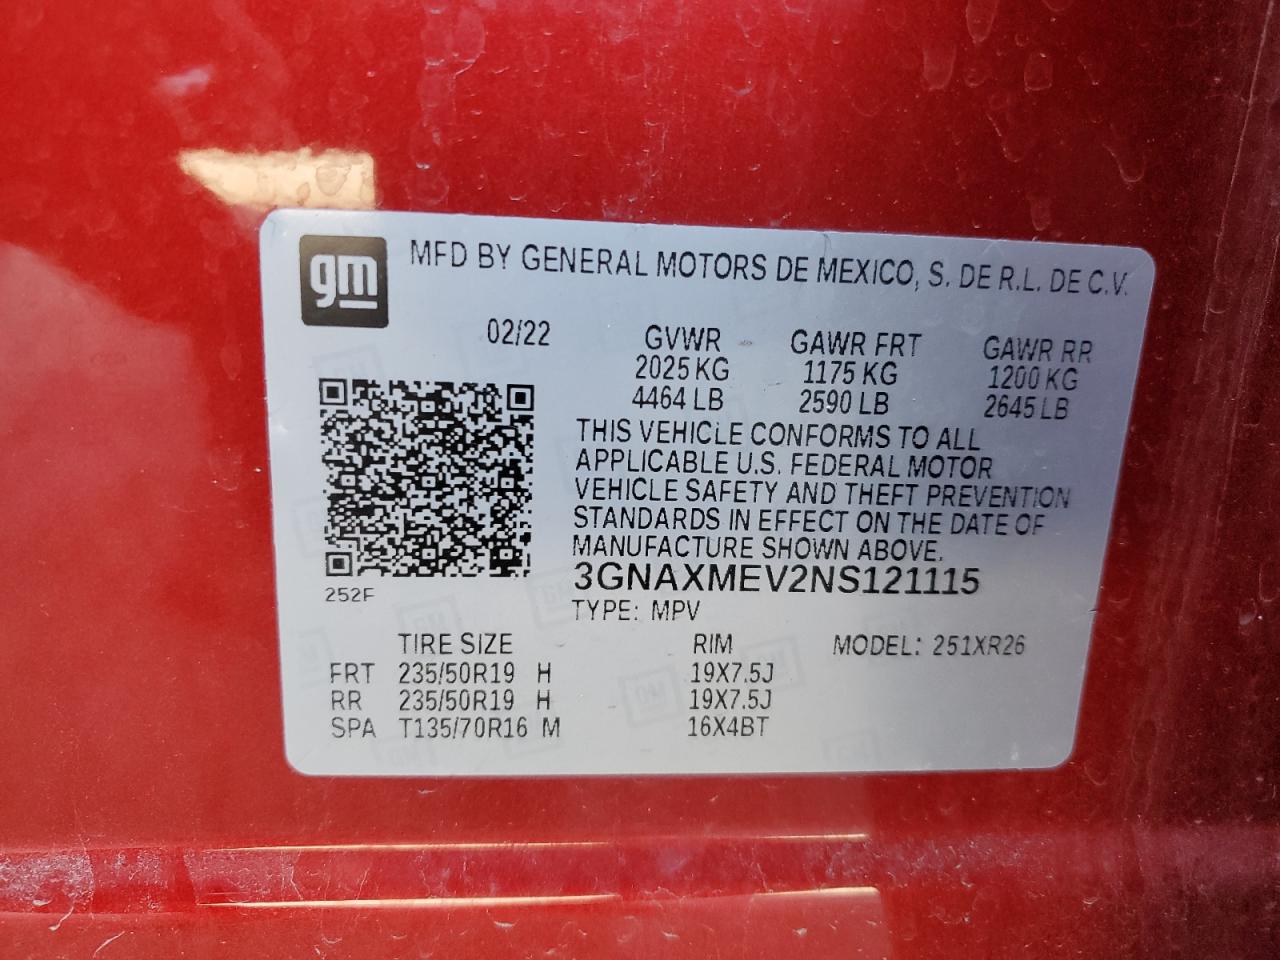 gm
MFD BY GENERAL MOTORS DE MEXICO, S. DE R.L. DE C.V.
02/22 GVWR GAWR FRT GAWR RR
2025 KG 1175 KG 1200 KG
4464 LB 2590 LB 2645 LB
THIS VEHICLE CONFORMS TO ALL
APPLICABLE U.S. FEDERAL MOTOR
VEHICLE SAFETY AND THEFT PREVENTION
STANDARDS IN EFFECT ON THE DATE OF
MANUFACTURE SHOWN ABOVE.
3GNAXMEV2NS121115
252F
TYPE: MPV
TIRE SIZE RIM MODEL: 251XR26
FRT 235/50R19 H 19X7.5J
RR 235/50R19 H 19X7.5J
SPA T135/70R16 M 16X4BT